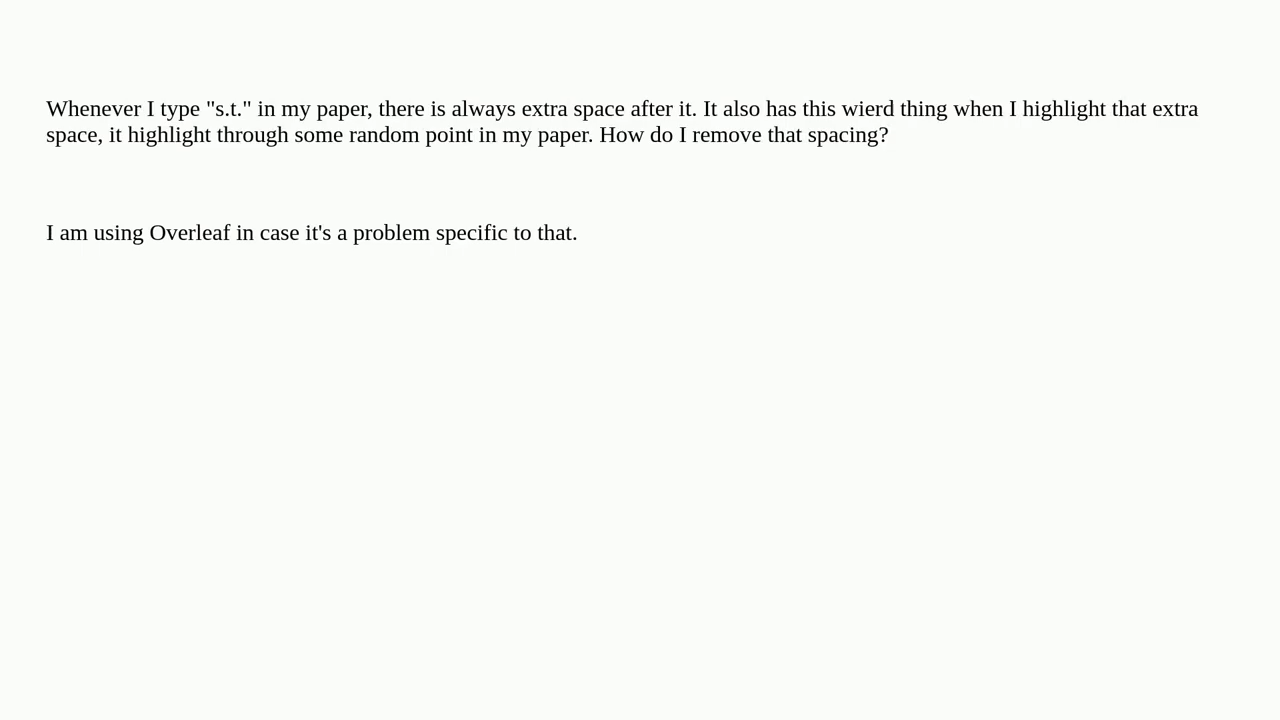 Whenever I type "s.t." in my paper, there is always extra space after it. It also has this wierd thing when I highlight that extra
space, it highlight through some random point in my paper. How do I remove that spacing?
I am using Overleaf in case it's a problem specific to that.